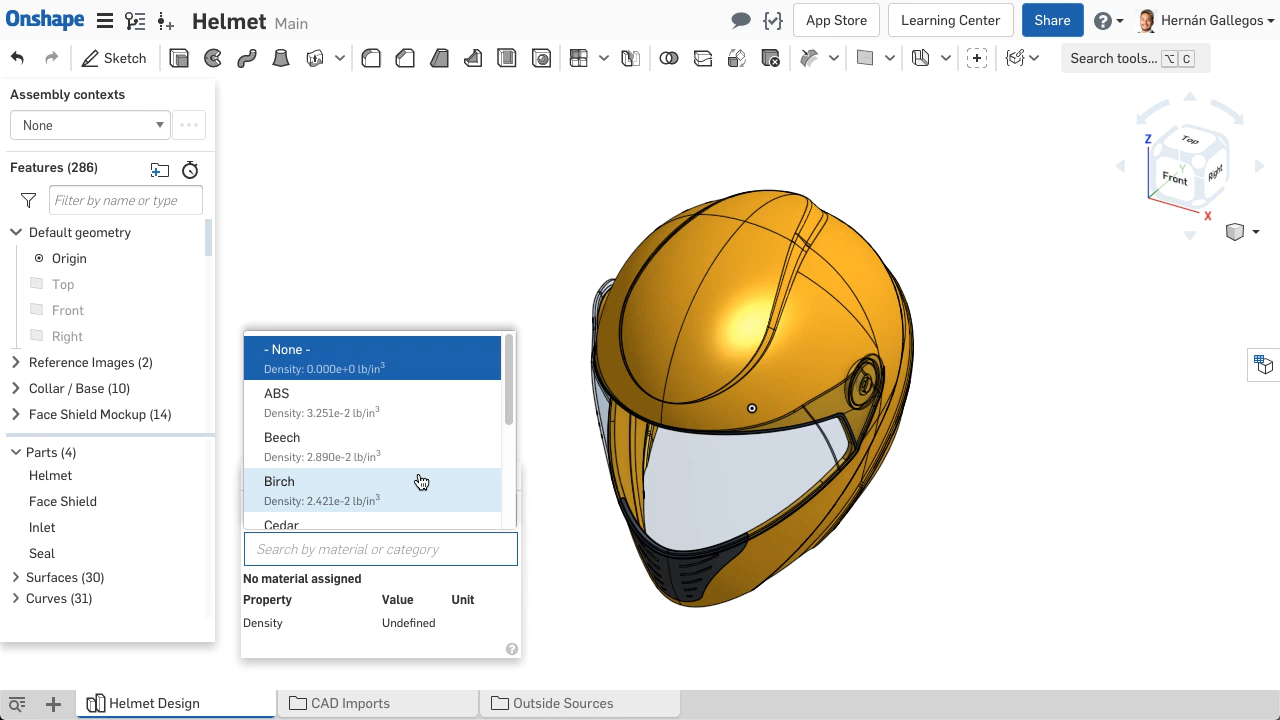 Onshape
Helmet Main
App Store
Learning Center
Share
Hernán Gallegos
Sketch
Search tools... ⌥ C
Assembly contexts
None
Features (286)
Filter by name or type
Default geometry
Origin
Top
Front
Right
Reference Images (2)
Collar / Base (10)
Face Shield Mockup (14)
Parts (4)
Helmet
Face Shield
Inlet
Seal
Surfaces (30)
Curves (31)
- None -
Density: 0.000e+0 lb/in³
ABS
Density: 3.251e-2 lb/in³
Beech
Density: 2.890e-2 lb/in³
Birch
Density: 2.421e-2 lb/in³
Cedar
Search by material or category
No material assigned
Property Value Unit
Density Undefined
Z
Top
Y
Front
Right
X
Helmet Design
CAD Imports
Outside Sources